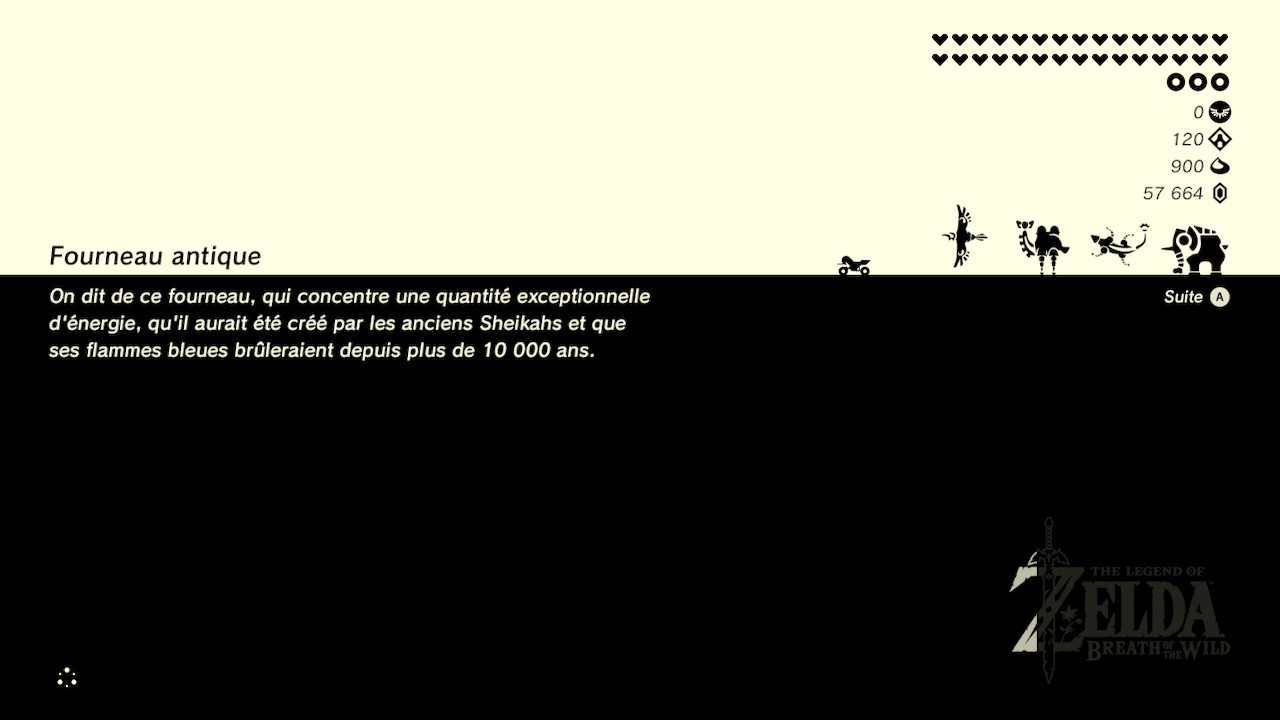 0
120
900
57 664
Fourneau antique
On dit de ce fourneau, qui concentre une quantité exceptionnelle
d'énergie, qu'il aurait été créé par les anciens Sheikahs et que
ses flammes bleues brûleraient depuis plus de 10 000 ans.
Suite A
THE LEGEND OF
ZELDA
BREATH OF THE WILD